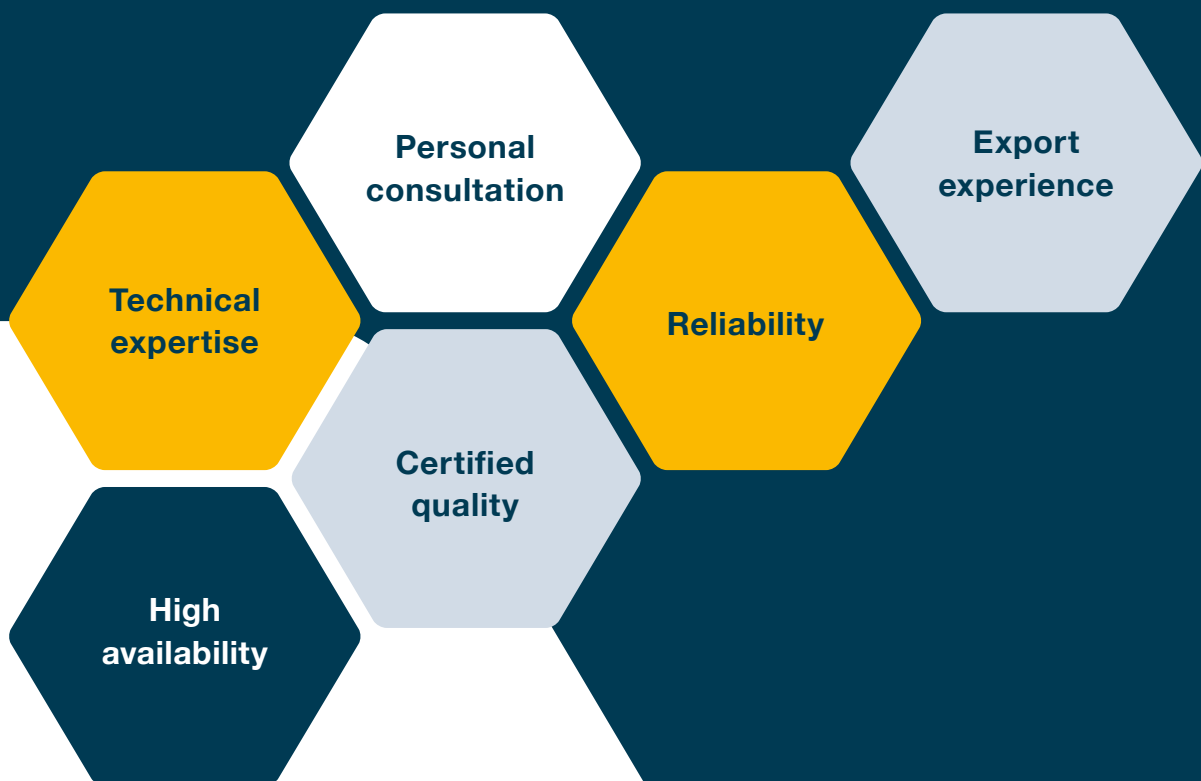 Personal
consultation
Export
experience
Technical
expertise
Reliability
Certified
quality
High
availability